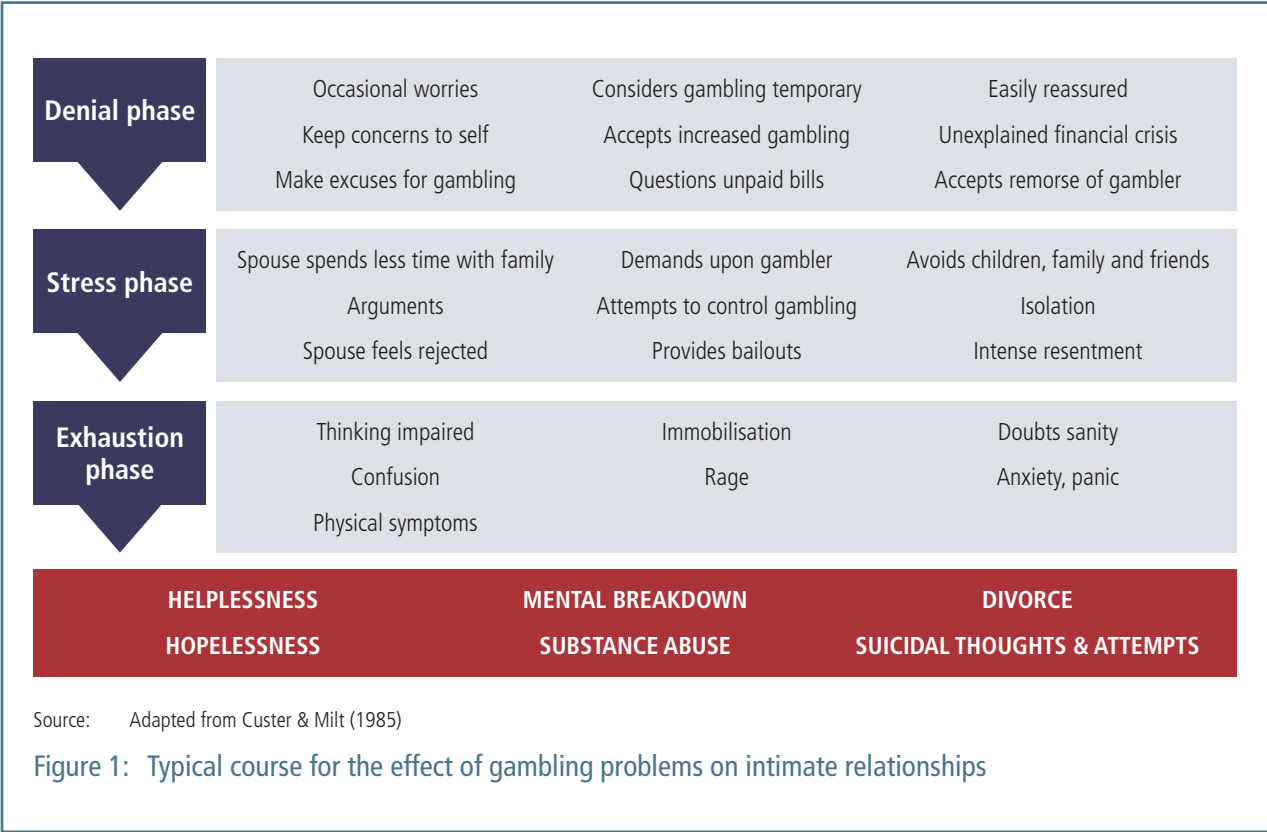 Denial phase
Occasional worries Considers gambling temporary Easily reassured
Keep concerns to self Accepts increased gambling Unexplained financial crisis
Make excuses for gambling Questions unpaid bills Accepts remorse of gambler
Stress phase
Spouse spends less time with family Demands upon gambler Avoids children, family and friends
Arguments Attempts to control gambling Isolation
Spouse feels rejected Provides bailouts Intense resentment
Exhaustion
phase
Thinking impaired Immobilisation Doubts sanity
Confusion Rage Anxiety, panic
Physical symptoms
HELPLESSNESS MENTAL BREAKDOWN DIVORCE
HOPELESSNESS SUBSTANCE ABUSE SUICIDAL THOUGHTS & ATTEMPTS
Source: Adapted from Custer & Milt (1985)
Figure 1: Typical course for the effect of gambling problems on intimate relationships